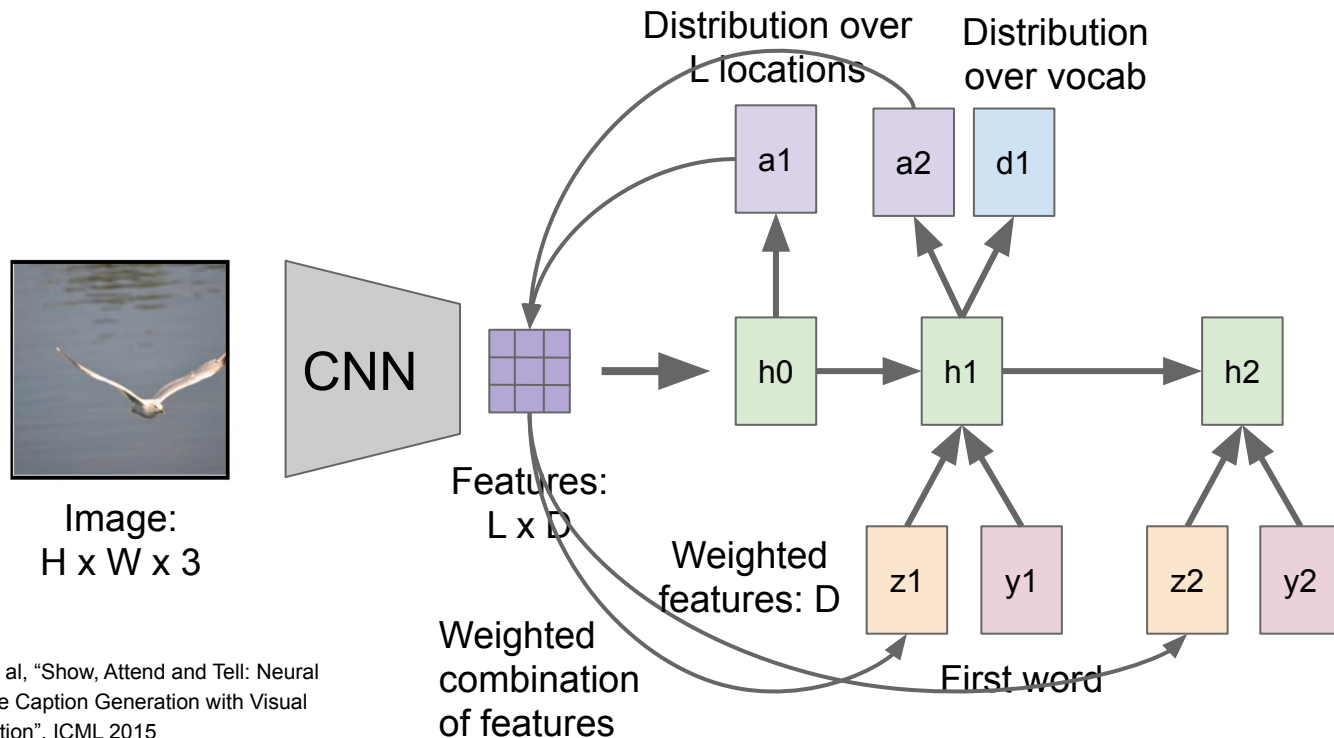 Distribution over
L locations
Distribution
over vocab
a1
a2
d1
CNN
h0
h1
h2
Image:
H x W x 3
Features:
L x D
Weighted
features: D
z1
y1
z2
y2
Weighted
combination
of features
First word
al, “Show, Attend and Tell: Neural
e Caption Generation with Visual
tion”, ICML 2015